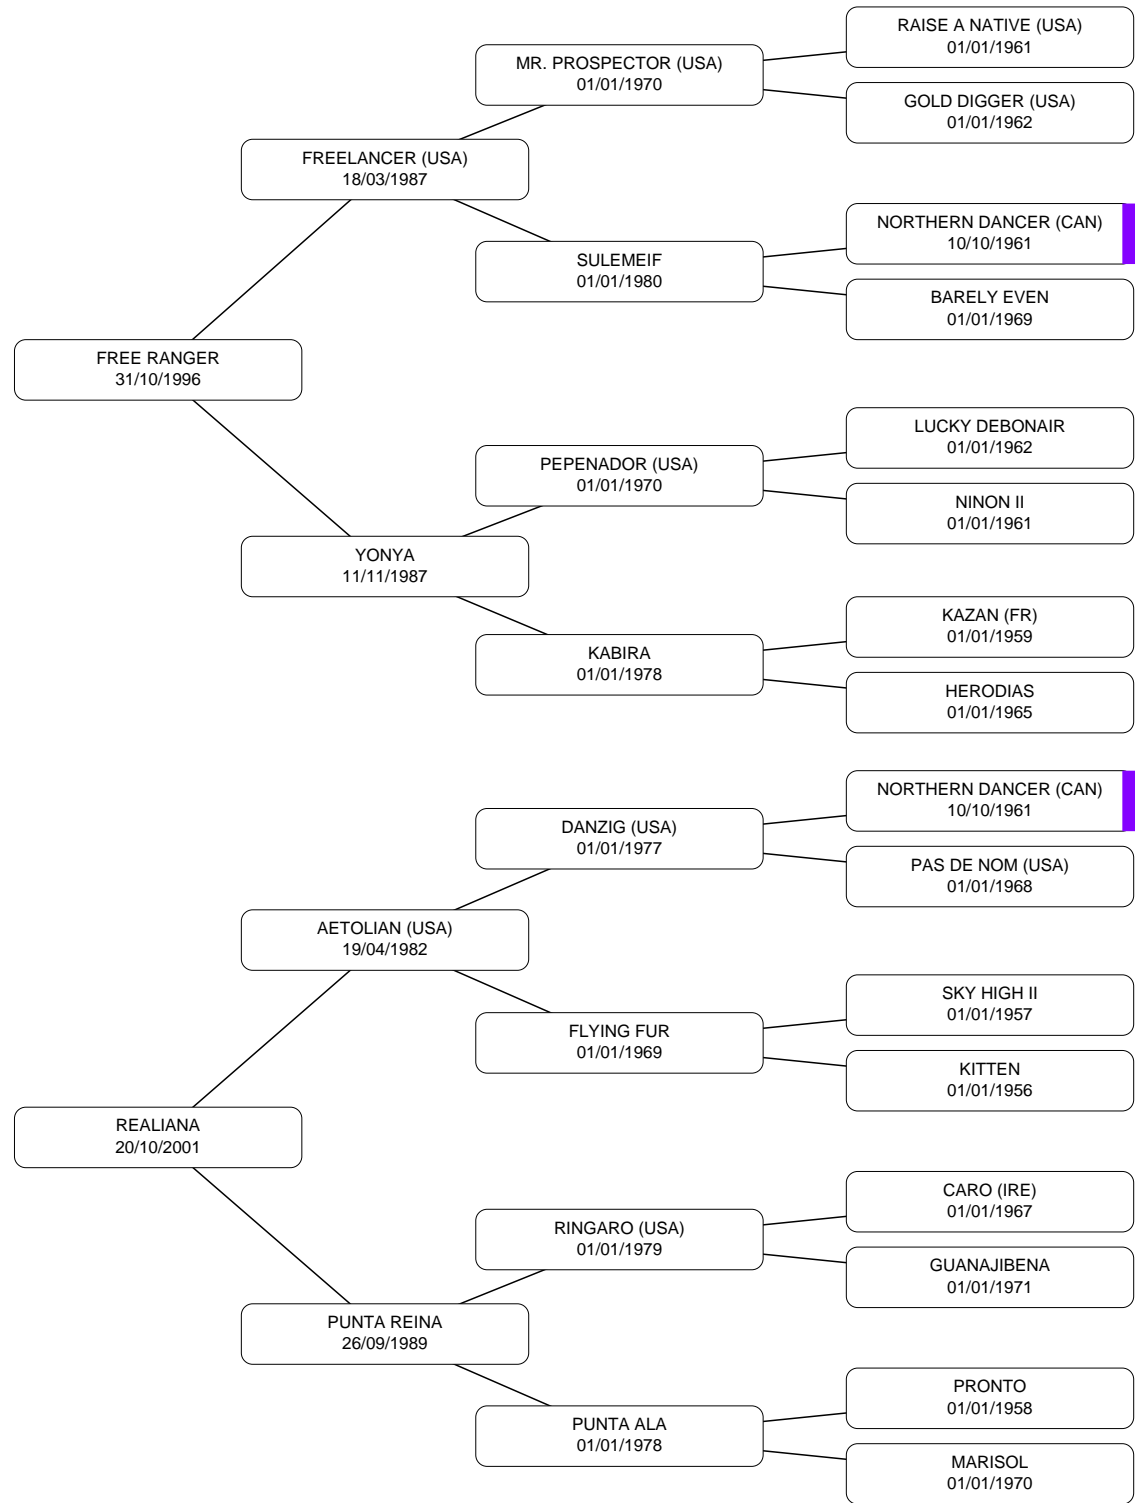 RAISE A NATIVE (USA)
01/01/1961
MR. PROSPECTOR (USA)
01/01/1970
GOLD DIGGER (USA)
01/01/1962
FREELANCER (USA)
18/03/1987
NORTHERN DANCER (CAN)
10/10/1961
SULEMEIF
01/01/1980
BARELY EVEN
01/01/1969
FREE RANGER
31/10/1996
LUCKY DEBONAIR
01/01/1962
PEPENADOR (USA)
01/01/1970
NINON II
01/01/1961
YONYA
11/11/1987
KAZAN (FR)
01/01/1959
KABIRA
01/01/1978
HERODIAS
01/01/1965
NORTHERN DANCER (CAN)
10/10/1961
DANZIG (USA)
01/01/1977
PAS DE NOM (USA)
01/01/1968
AETOLIAN (USA)
19/04/1982
SKY HIGH II
01/01/1957
FLYING FUR
01/01/1969
KITTEN
01/01/1956
REALIANA
20/10/2001
CARO (IRE)
01/01/1967
RINGARO (USA)
01/01/1979
GUANAJIBENA
01/01/1971
PUNTA REINA
26/09/1989
PRONTO
01/01/1958
PUNTA ALA
01/01/1978
MARISOL
01/01/1970